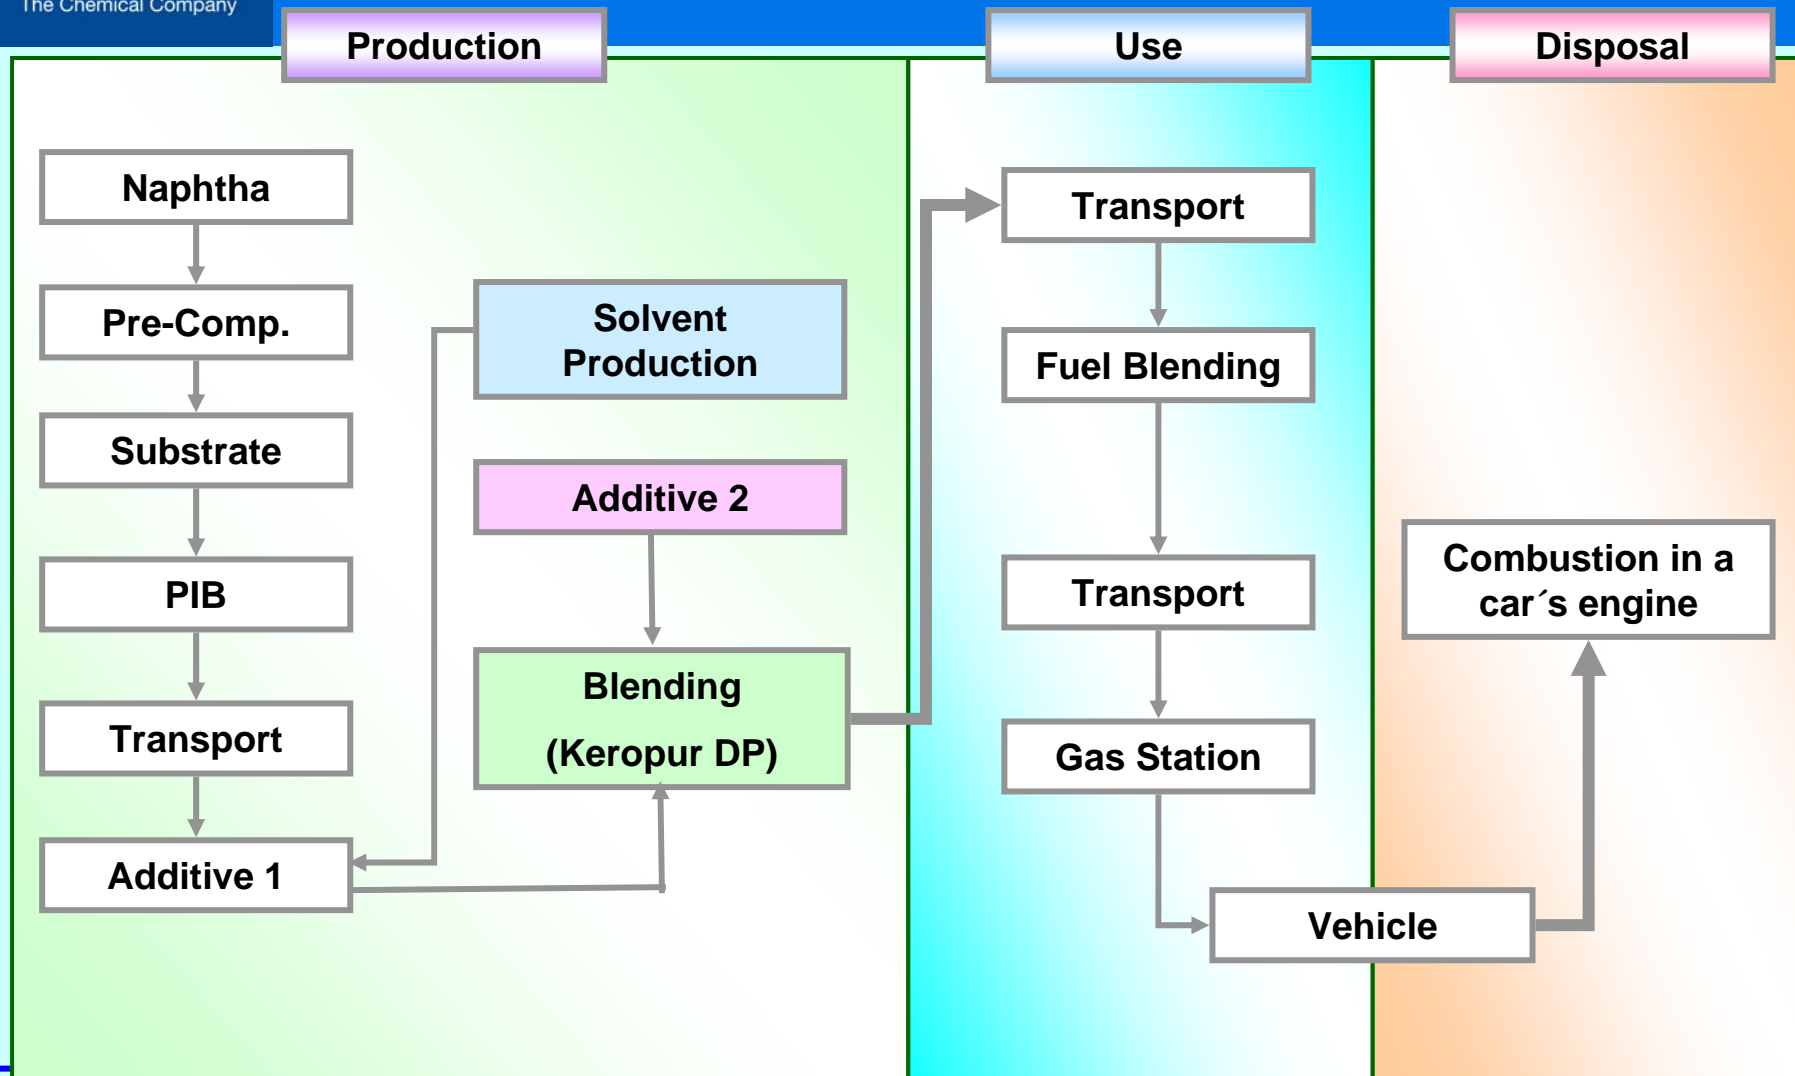 The Chemical Company
Production
Use
Disposal
Naphtha
Pre-Comp.
Substrate
PIB
Transport
Additive 1
Solvent
Production
Additive 2
Blending
(Keropur DP)
Transport
Fuel Blending
Transport
Gas Station
Vehicle
Combustion in a
car´s engine